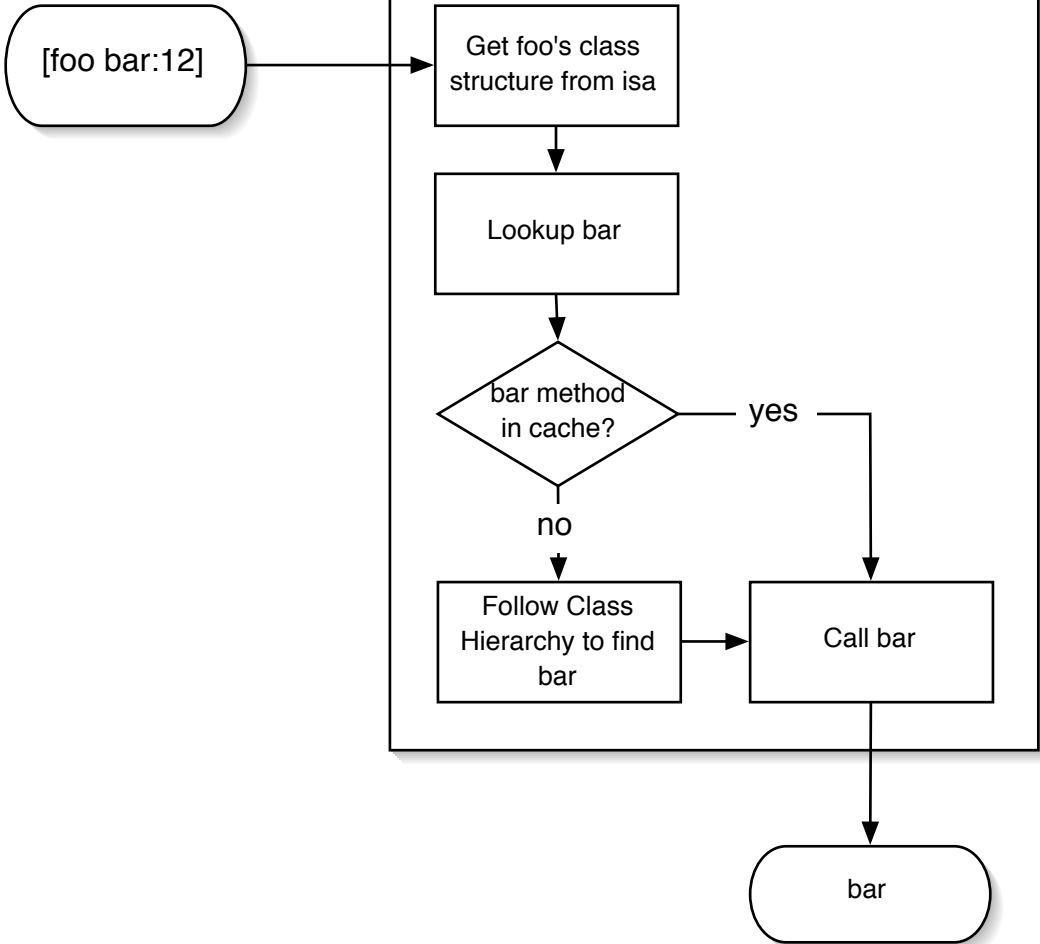 [foo bar:12]
Get foo's class
structure from isa
Lookup bar
bar method
in cache?
yes
no
Follow Class
Hierarchy to find
bar
Call bar
bar